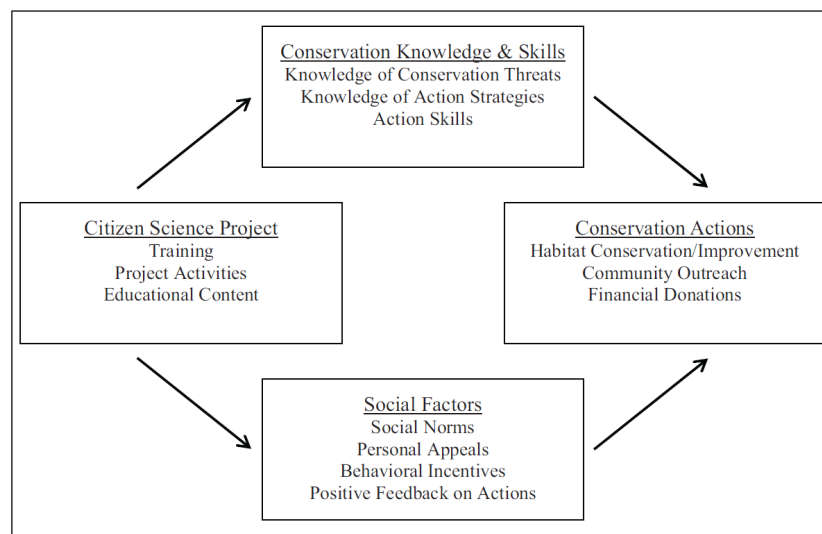 Conservation Knowledge & Skills
Knowledge of Conservation Threats
Knowledge of Action Strategies
Action Skills
Citizen Science Project
Training
Project Activities
Educational Content
Conservation Actions
Habitat Conservation/Improvement
Community Outreach
Financial Donations
Social Factors
Social Norms
Personal Appeals
Behavioral Incentives
Positive Feedback on Actions